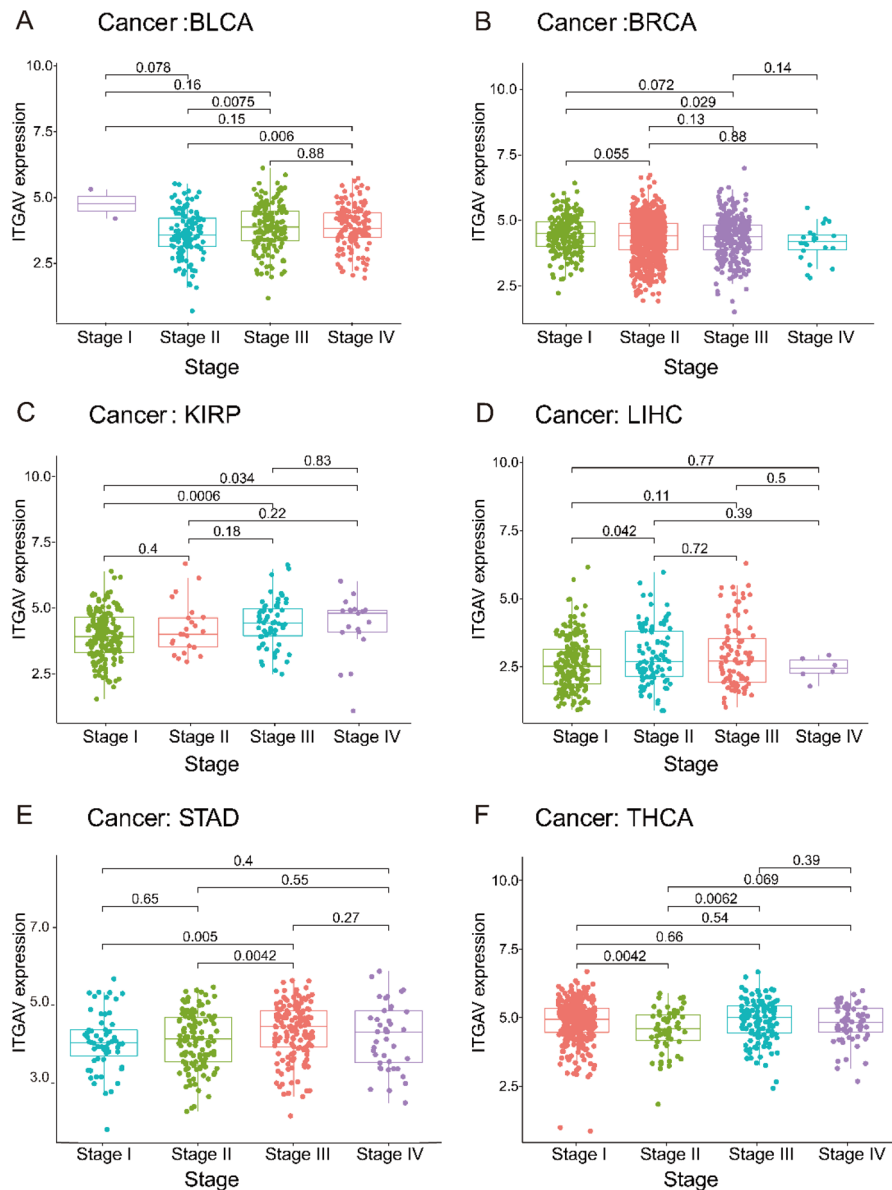 A Cancer :BLCA
ITGAV expression
10.0
7.5
5.0
2.5
0.078
0.16
0.0075
0.15
0.006
0.88
Stage I Stage II Stage III Stage IV
Stage
B Cancer :BRCA
ITGAV expression
10.0
7.5
5.0
2.5
0.14
0.072
0.029
0.13
0.88
0.055
Stage I Stage II Stage III Stage IV
Stage
C Cancer: KIRP
ITGAV expression
10.0
7.5
5.0
2.5
0.83
0.034
0.0006
0.22
0.18
0.4
Stage I Stage II Stage III Stage IV
Stage
D Cancer: LIHC
ITGAV expression
10.0
7.5
5.0
2.5
0.77
0.5
0.11
0.39
0.042
0.72
Stage I Stage II Stage III Stage IV
Stage
E Cancer: STAD
ITGAV expression
7.0
5.0
3.0
0.4
0.55
0.65
0.27
0.005
0.0042
Stage I Stage II Stage III Stage IV
Stage
F Cancer: THCA
ITGAV expression
10.0
7.5
5.0
2.5
0.39
0.069
0.0062
0.54
0.66
0.0042
Stage I Stage II Stage III Stage IV
Stage